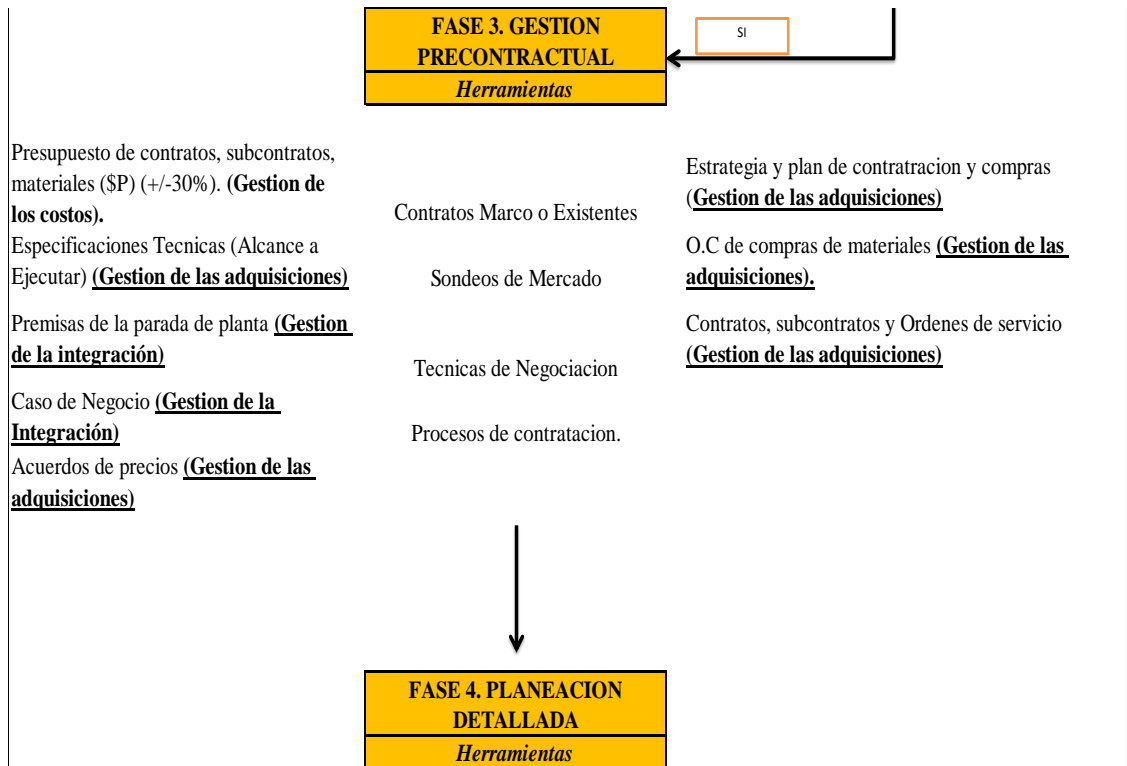 FASE 3. GESTION
PRECONTRACTUAL
Herramientas
SI
Presupuesto de contratos, subcontratos,
materiales ($P) (+/-30%). (Gestion de
los costos).
Especificaciones Tecnicas (Alcance a
Ejecutar) (Gestion de las adquisiciones)
Premisas de la parada de planta (Gestion
de la integración)
Caso de Negocio (Gestion de la
Integración)
Acuerdos de precios (Gestion de las
adquisiciones)
Contratos Marco o Existentes
Sondeos de Mercado
Tecnicas de Negociacion
Procesos de contratacion.
Estrategia y plan de contratracion y compras
(Gestion de las adquisiciones)
O.C de compras de materiales (Gestion de las
adquisiciones).
Contratos, subcontratos y Ordenes de servicio
(Gestion de las adquisiciones)
FASE 4. PLANEACION
DETALLADA
Herramientas